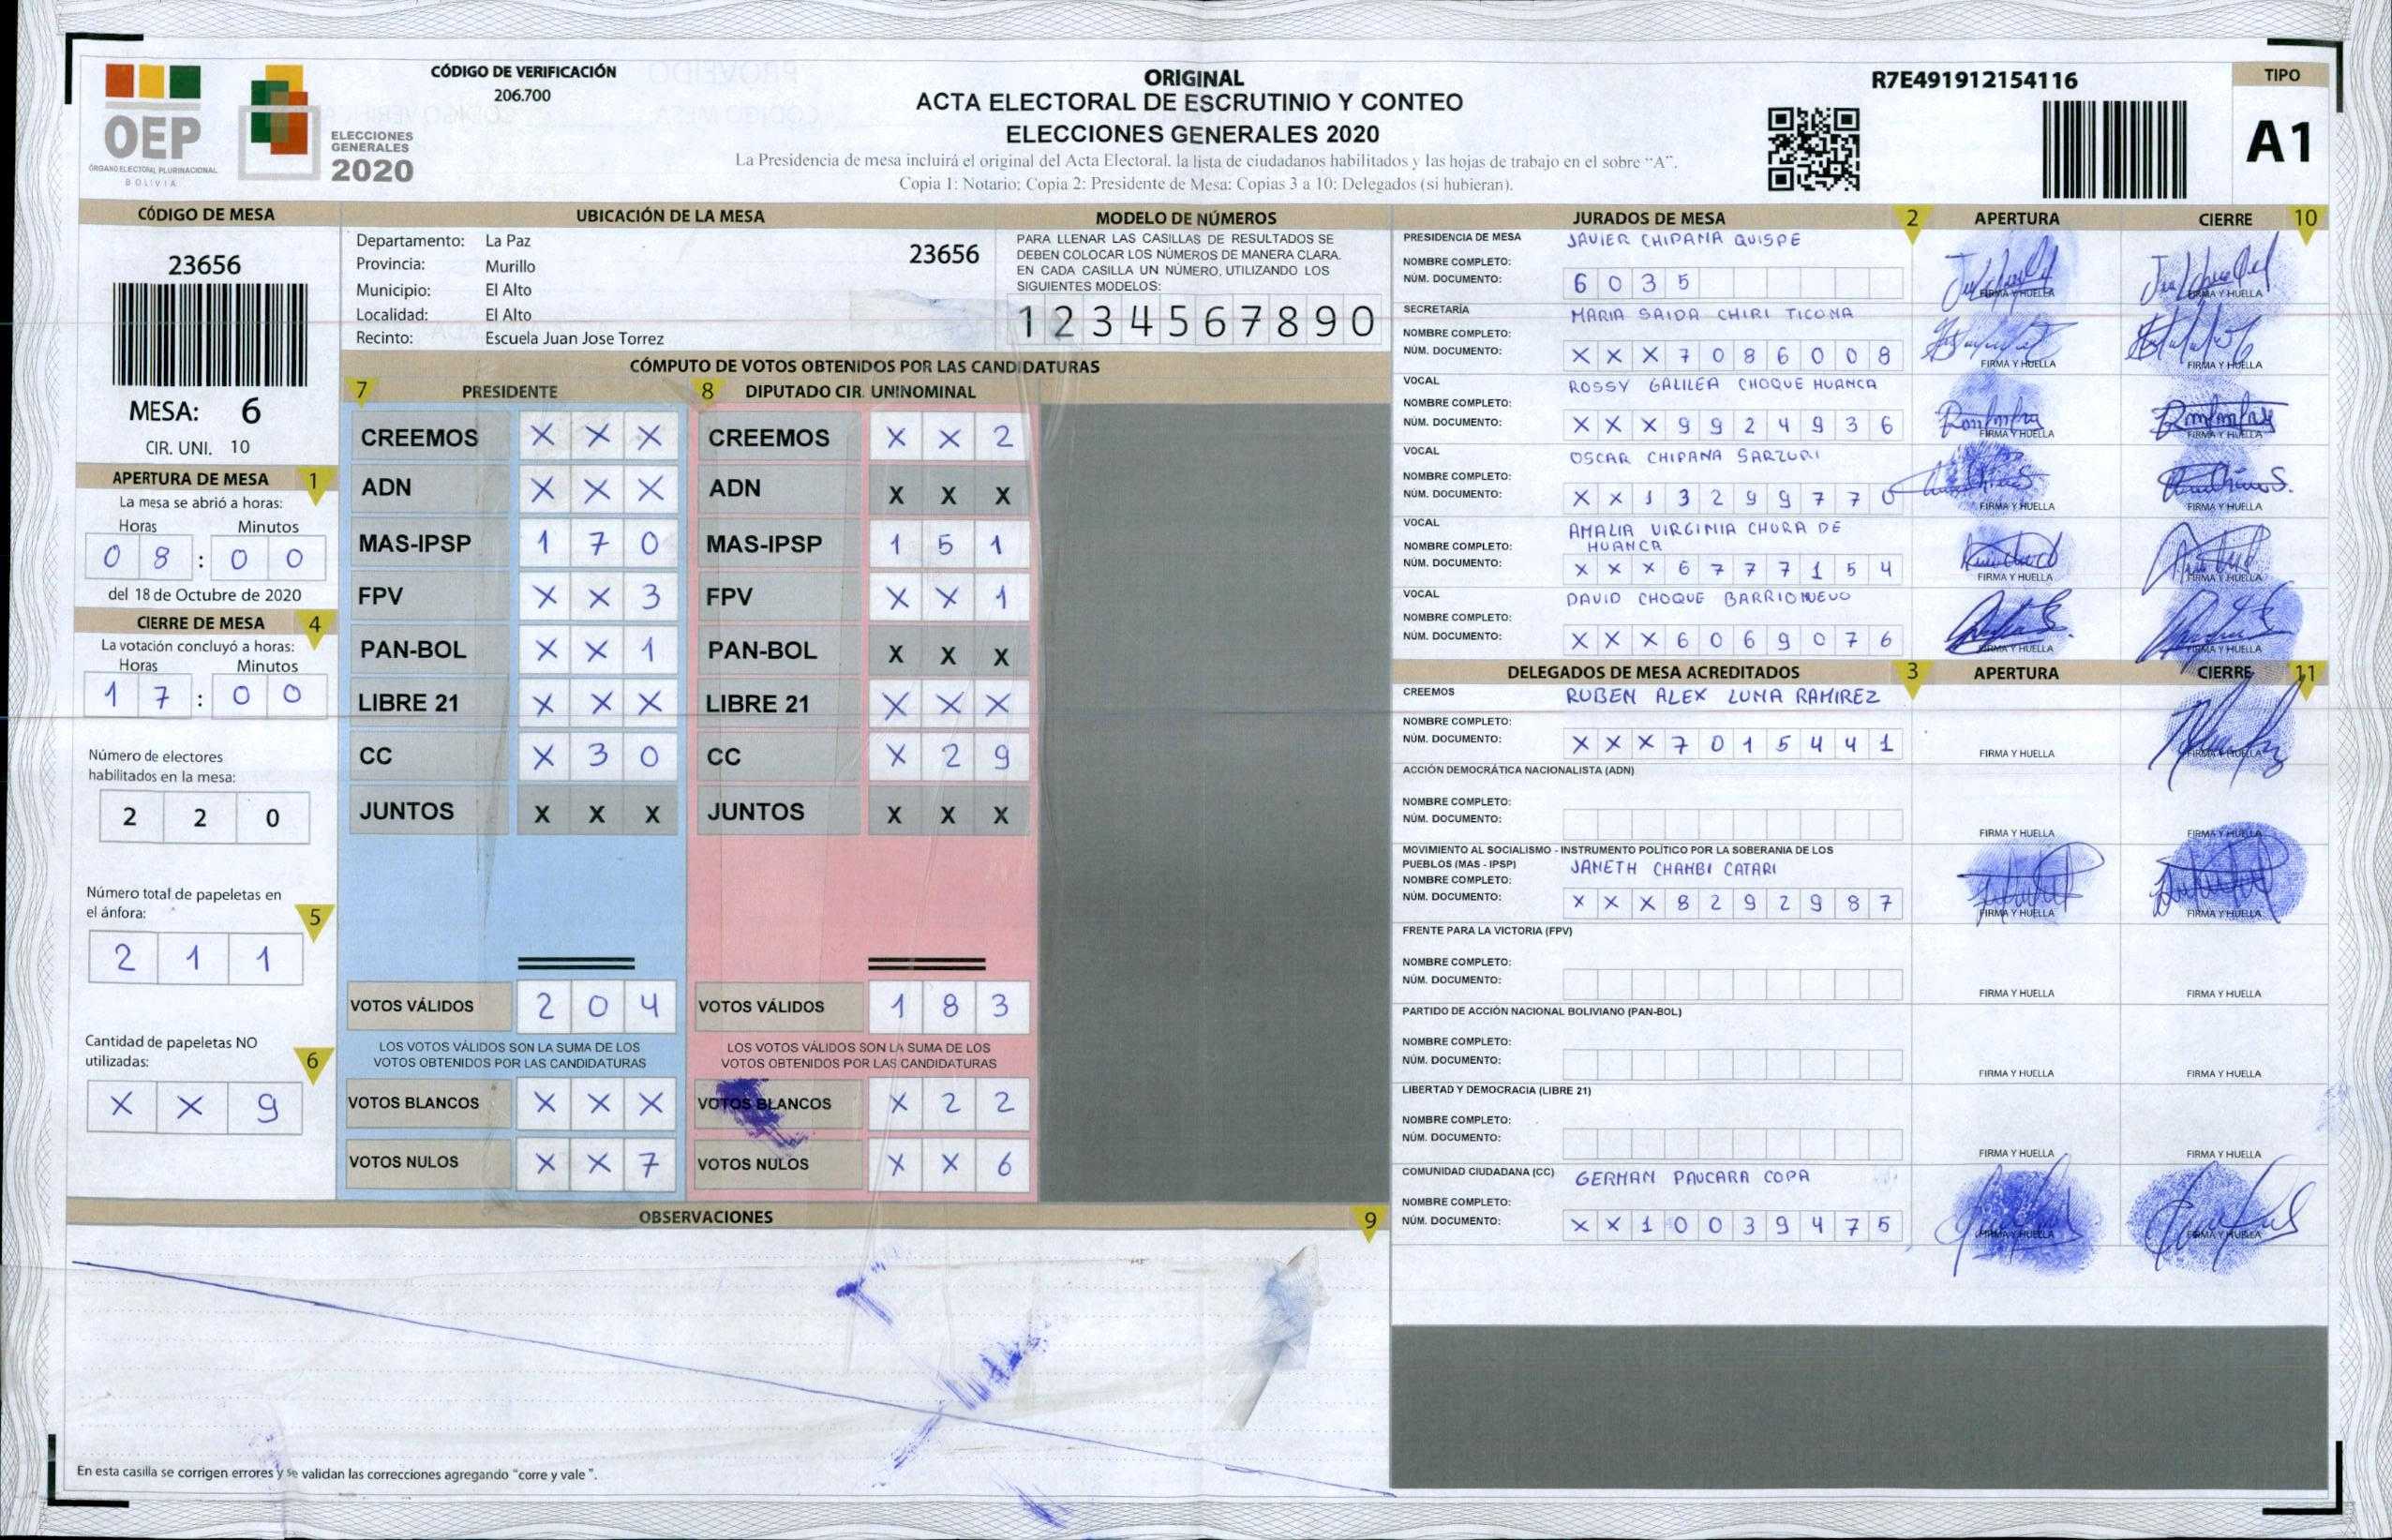 OEP
ÓRGANO ELECTORAL PLURINACIONAL
BOLIVIA
ELECCIONES
GENERALES
2020
CÓDIGO DE VERIFICACIÓN
206.700
ORIGINAL
ACTA ELECTORAL DE ESCRUTINIO Y CONTEO
ELECCIONES GENERALES 2020
La Presidencia de mesa incluirá el original del Acta Electoral, la lista de ciudadanos habilitados y las hojas de trabajo en el sobre “A”.
Copia 1: Notario; Copia 2: Presidente de Mesa; Copias 3 a 10: Delegados (si hubieran).
R7E491912154116
TIPO
A1
CÓDIGO DE MESA
23656
MESA: 6
CIR. UNI. 10
APERTURA DE MESA 1
La mesa se abrió a horas:
Horas Minutos
0 8 : 0 0
del 18 de Octubre de 2020
CIERRE DE MESA 4
La votación concluyó a horas:
Horas Minutos
1 7 : 0 0
Número de electores
habilitados en la mesa:
2 2 0
Número total de papeletas en
el ánfora: 5
2 1 1
Cantidad de papeletas NO
utilizadas: 6
X X 9
UBICACIÓN DE LA MESA
Departamento: La Paz 23656
Provincia: Murillo
Municipio: El Alto
Localidad: El Alto
Recinto: Escuela Juan Jose Torrez
MODELO DE NÚMEROS
PARA LLENAR LAS CASILLAS DE RESULTADOS SE
DEBEN COLOCAR LOS NÚMEROS DE MANERA CLARA.
EN CADA CASILLA UN NÚMERO, UTILIZANDO LOS
SIGUIENTES MODELOS:
1 2 3 4 5 6 7 8 9 0
CÓMPUTO DE VOTOS OBTENIDOS POR LAS CANDIDATURAS
7 PRESIDENTE 8 DIPUTADO CIR. UNINOMINAL
CREEMOS X X X CREEMOS X X 2
ADN X X X ADN X X X
MAS-IPSP 1 7 0 MAS-IPSP 1 5 1
FPV X X 3 FPV X X 1
PAN-BOL X X 1 PAN-BOL X X X
LIBRE 21 X X X LIBRE 21 X X X
CC X 3 0 CC X 2 9
JUNTOS X X X JUNTOS X X X
VOTOS VÁLIDOS 2 0 4 VOTOS VÁLIDOS 1 8 3
LOS VOTOS VÁLIDOS SON LA SUMA DE LOS LOS VOTOS VÁLIDOS SON LA SUMA DE LOS
VOTOS OBTENIDOS POR LAS CANDIDATURAS VOTOS OBTENIDOS POR LAS CANDIDATURAS
VOTOS BLANCOS X X X VOTOS BLANCOS X 2 2
VOTOS NULOS X X 7 VOTOS NULOS X X 6
OBSERVACIONES 9
En esta casilla se corrigen errores y se validan las correcciones agregando "corre y vale".
JURADOS DE MESA 2 APERTURA CIERRE 10
PRESIDENCIA DE MESA JAVIER CHIPANA QUISPE
NOMBRE COMPLETO:
NÚM. DOCUMENTO: 6 0 3 5
FIRMA Y HUELLA FIRMA Y HUELLA
SECRETARÍA MARIA SAIDA CHIRI TICONA
NOMBRE COMPLETO:
NÚM. DOCUMENTO: X X X 7 0 8 6 0 0 8
FIRMA Y HUELLA FIRMA Y HUELLA
VOCAL ROSSY GALILEA CHOQUE HUANCA
NOMBRE COMPLETO:
NÚM. DOCUMENTO: X X X 9 9 2 4 9 3 6
FIRMA Y HUELLA FIRMA Y HUELLA
VOCAL OSCAR CHIPANA SARZURI
NOMBRE COMPLETO:
NÚM. DOCUMENTO: X X 1 3 2 9 9 7 7 0
FIRMA Y HUELLA FIRMA Y HUELLA
VOCAL AMALIA VIRGINIA CHURA DE
NOMBRE COMPLETO: HUANCA
NÚM. DOCUMENTO: X X X 6 7 7 7 1 5 4
FIRMA Y HUELLA FIRMA Y HUELLA
VOCAL DAVID CHOQUE BARRIONUEVO
NOMBRE COMPLETO:
NÚM. DOCUMENTO: X X X 6 0 6 9 0 7 6
FIRMA Y HUELLA FIRMA Y HUELLA
DELEGADOS DE MESA ACREDITADOS 3 APERTURA CIERRE 11
CREEMOS RUBEN ALEX LUNA RAMIREZ
NOMBRE COMPLETO:
NÚM. DOCUMENTO: X X X 7 0 1 5 4 4 1
FIRMA Y HUELLA FIRMA Y HUELLA
ACCIÓN DEMOCRÁTICA NACIONALISTA (ADN)
NOMBRE COMPLETO:
NÚM. DOCUMENTO:
FIRMA Y HUELLA FIRMA Y HUELLA
MOVIMIENTO AL SOCIALISMO - INSTRUMENTO POLÍTICO POR LA SOBERANIA DE LOS
PUEBLOS (MAS - IPSP) JANETH CHAMBI CATARI
NOMBRE COMPLETO:
NÚM. DOCUMENTO: X X X 8 2 9 2 9 8 7
FIRMA Y HUELLA FIRMA Y HUELLA
FRENTE PARA LA VICTORIA (FPV)
NOMBRE COMPLETO:
NÚM. DOCUMENTO:
FIRMA Y HUELLA FIRMA Y HUELLA
PARTIDO DE ACCIÓN NACIONAL BOLIVIANO (PAN-BOL)
NOMBRE COMPLETO:
NÚM. DOCUMENTO:
FIRMA Y HUELLA FIRMA Y HUELLA
LIBERTAD Y DEMOCRACIA (LIBRE 21)
NOMBRE COMPLETO:
NÚM. DOCUMENTO:
FIRMA Y HUELLA FIRMA Y HUELLA
COMUNIDAD CIUDADANA (CC) GERMAN PAUCARA COPA
NOMBRE COMPLETO:
NÚM. DOCUMENTO: X X 1 0 0 3 9 4 7 5
FIRMA Y HUELLA FIRMA Y HUELLA